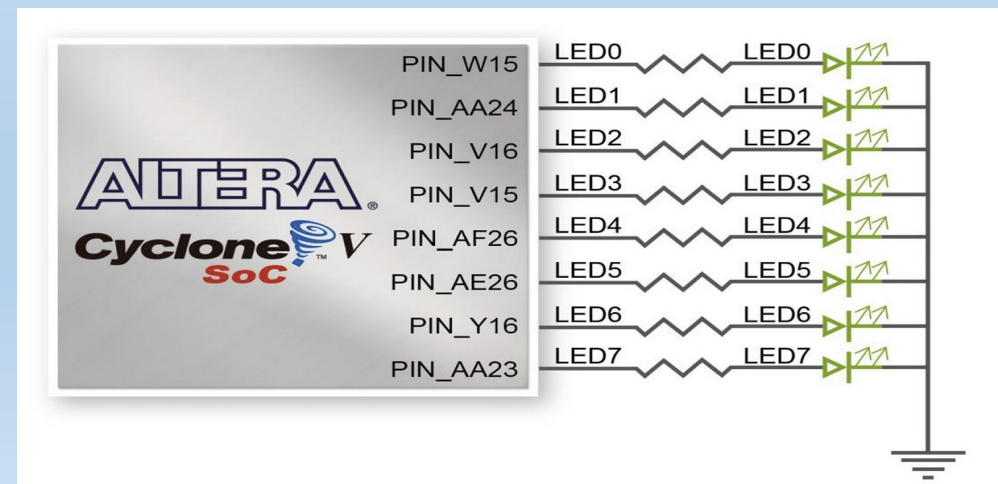 PIN_W15 LED0 LED0
PIN_AA24 LED1 LED1
PIN_V16 LED2 LED2
PIN_V15 LED3 LED3
PIN_AF26 LED4 LED4
PIN_AE26 LED5 LED5
PIN_Y16 LED6 LED6
PIN_AA23 LED7 LED7
ALTERA®
Cyclone™ V
SoC